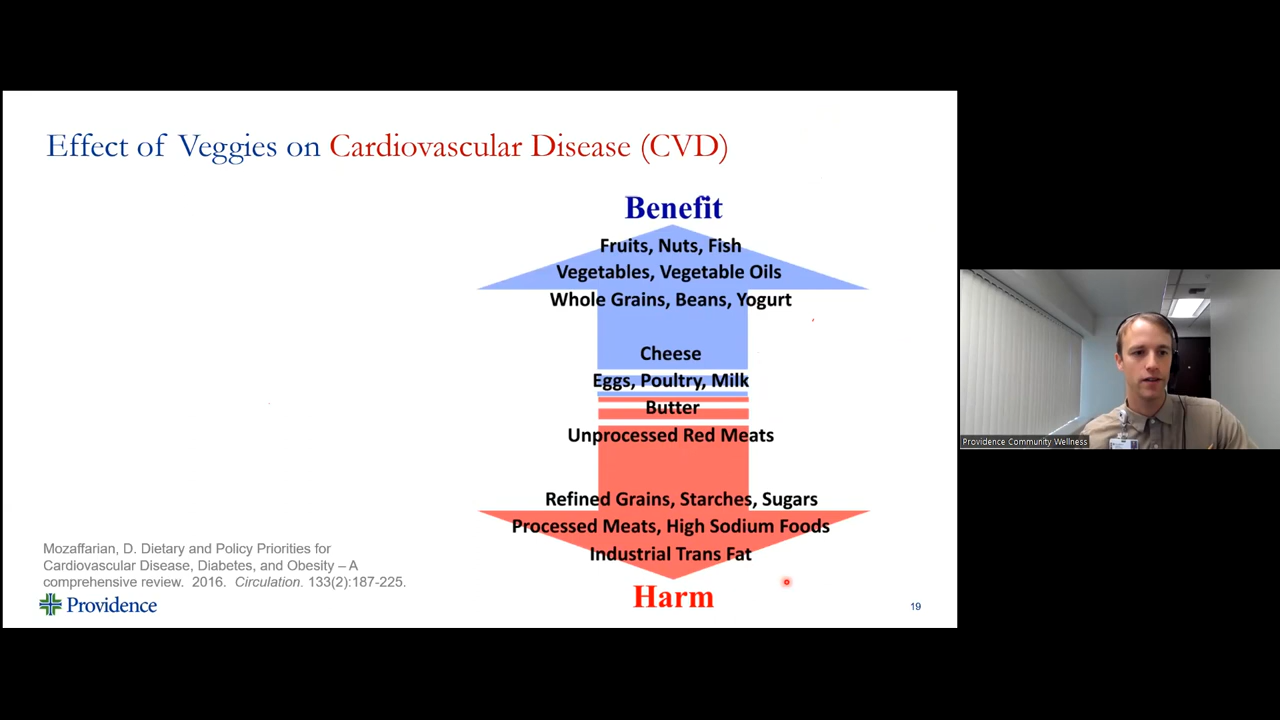 Effect of Veggies on Cardiovascular Disease (CVD)
Benefit
Fruits, Nuts, Fish
Vegetables, Vegetable Oils
Whole Grains, Beans, Yogurt
Cheese
Eggs, Poultry, Milk
Butter
Unprocessed Red Meats
Refined Grains, Starches, Sugars
Processed Meats, High Sodium Foods
Industrial Trans Fat
Harm
Mozaffarian, D. Dietary and Policy Priorities for
Cardiovascular Disease, Diabetes, and Obesity – A
comprehensive review. 2016. Circulation. 133(2):187-225.
Providence
19
Providence Community Wellness